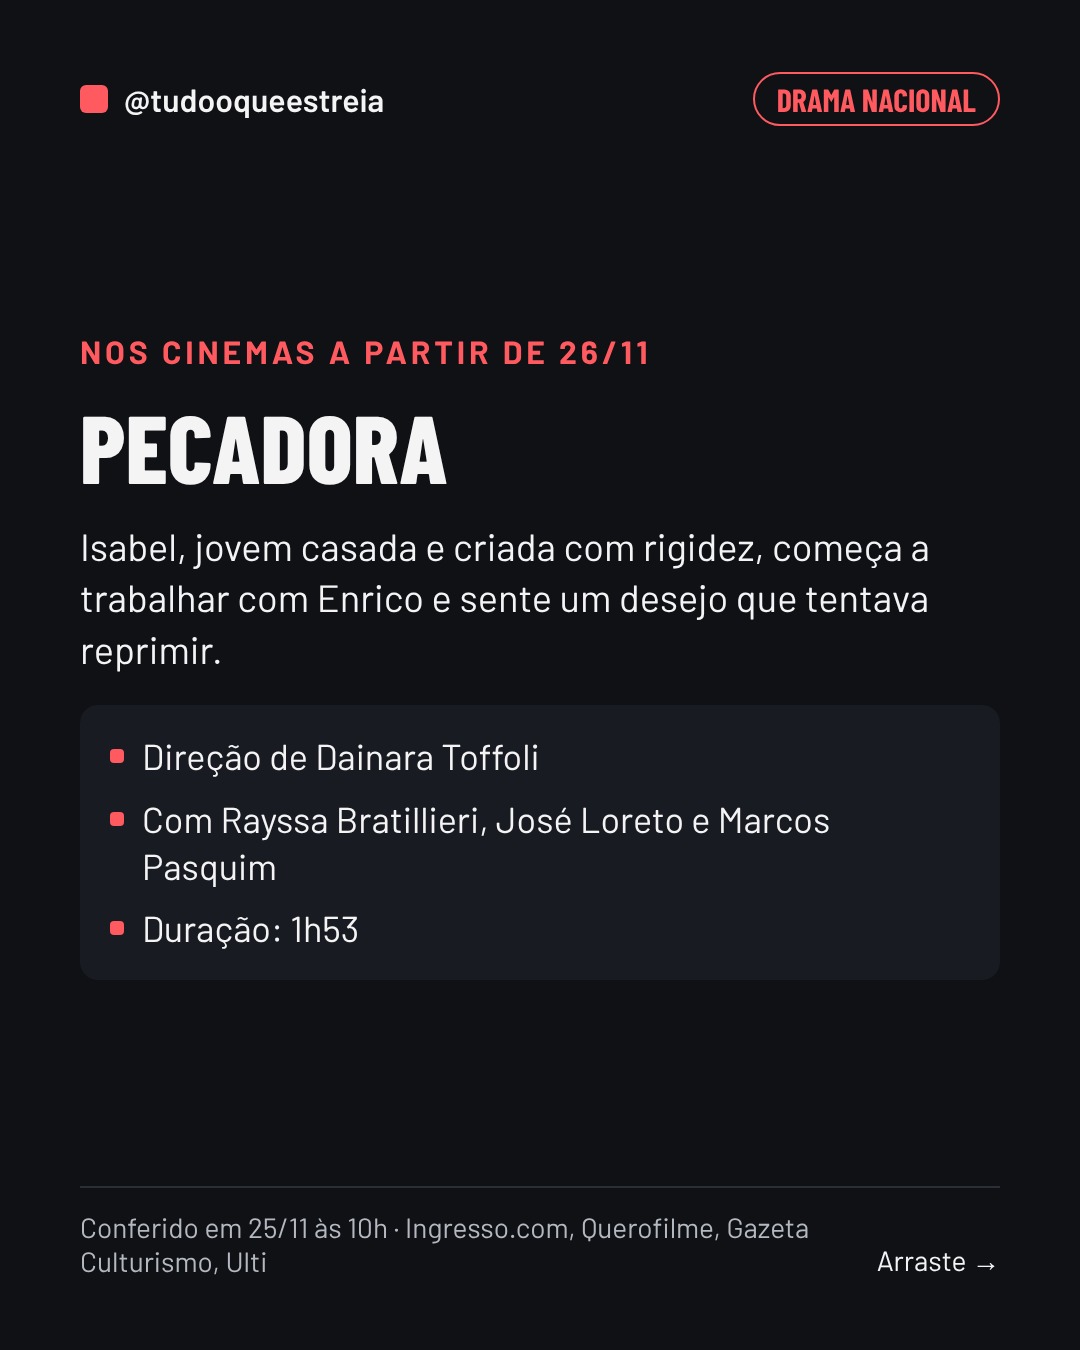 @tudooqueestreia
DRAMA NACIONAL
NOS CINEMAS A PARTIR DE 26/11
PECADORA
Isabel, jovem casada e criada com rigidez, começa a
trabalhar com Enrico e sente um desejo que tentava
reprimir.
Direção de Dainara Toffoli
Com Rayssa Bratillieri, José Loreto e Marcos
Pasquim
Duração: 1h53
Conferido em 25/11 às 10h · Ingresso.com, Querofilme, Gazeta
Culturismo, Ulti
Arraste →